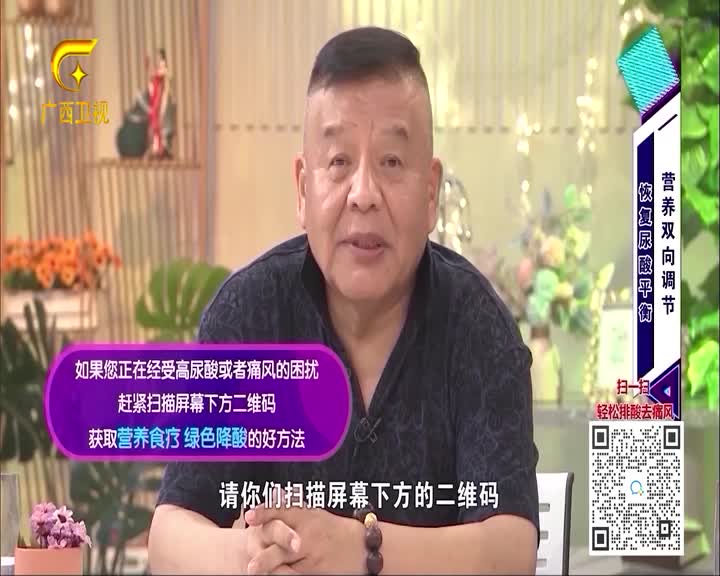 广西卫视
营养双向调节
恢复尿酸平衡
如果您正在经受高尿酸或者痛风的困扰
赶紧扫描屏幕下方二维码
获取营养食疗 绿色降酸的好方法
扫一扫
轻松排酸去痛风
请你们扫描屏幕下方的二维码